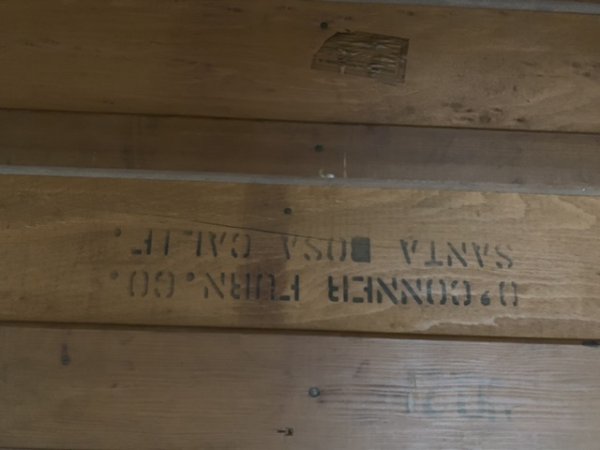 O'CONNER FURN.CO.
SANTA ROSA CALIF.